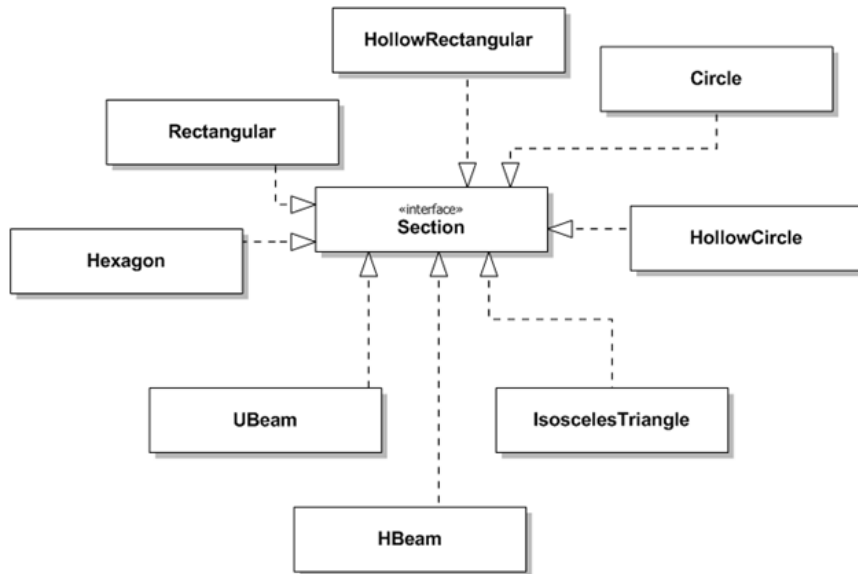 HollowRectangular
Circle
Rectangular
«interface»
Section
HollowCircle
Hexagon
UBeam
IsoscelesTriangle
HBeam